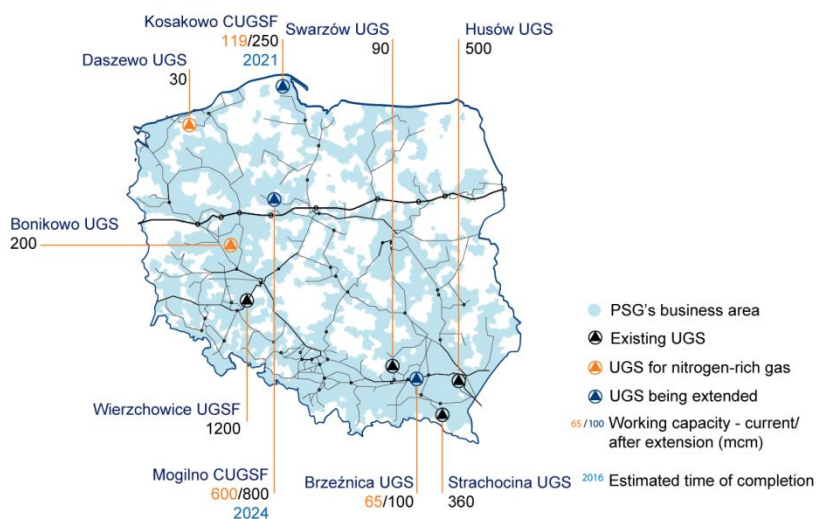 Kosakowo CUGSF
119/250
2021
Swarzów UGS
90
Husów UGS
500
Daszewo UGS
30
Bonikowo UGS
200
Wierzchowice UGSF
1200
Mogilno CUGSF
600/800
2024
Brzeźnica UGS
65/100
Strachocina UGS
360
PSG's business area
Existing UGS
UGS for nitrogen-rich gas
UGS being extended
65/100 Working capacity - current/
after extension (mcm)
2016 Estimated time of completion